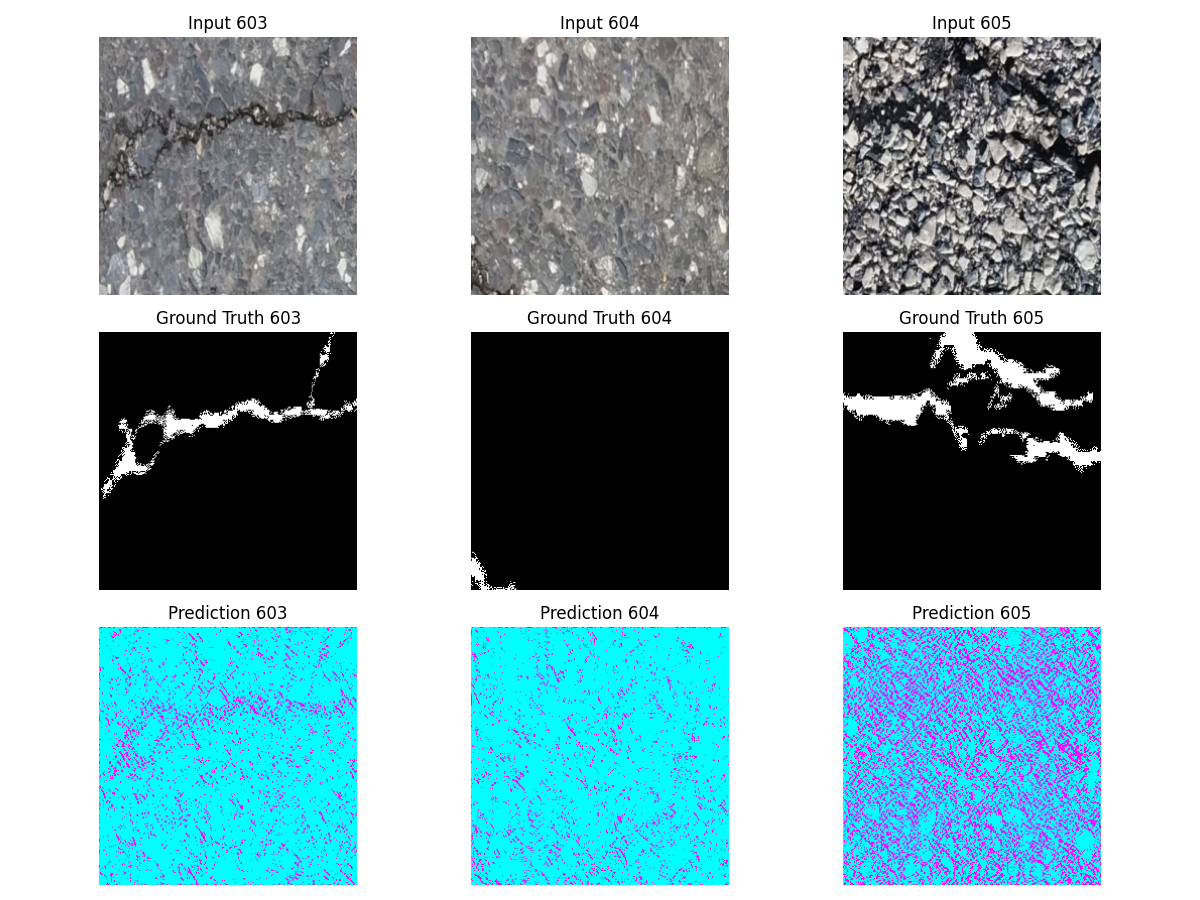 Input 603
Input 604
Input 605
Ground Truth 603
Ground Truth 604
Ground Truth 605
Prediction 603
Prediction 604
Prediction 605